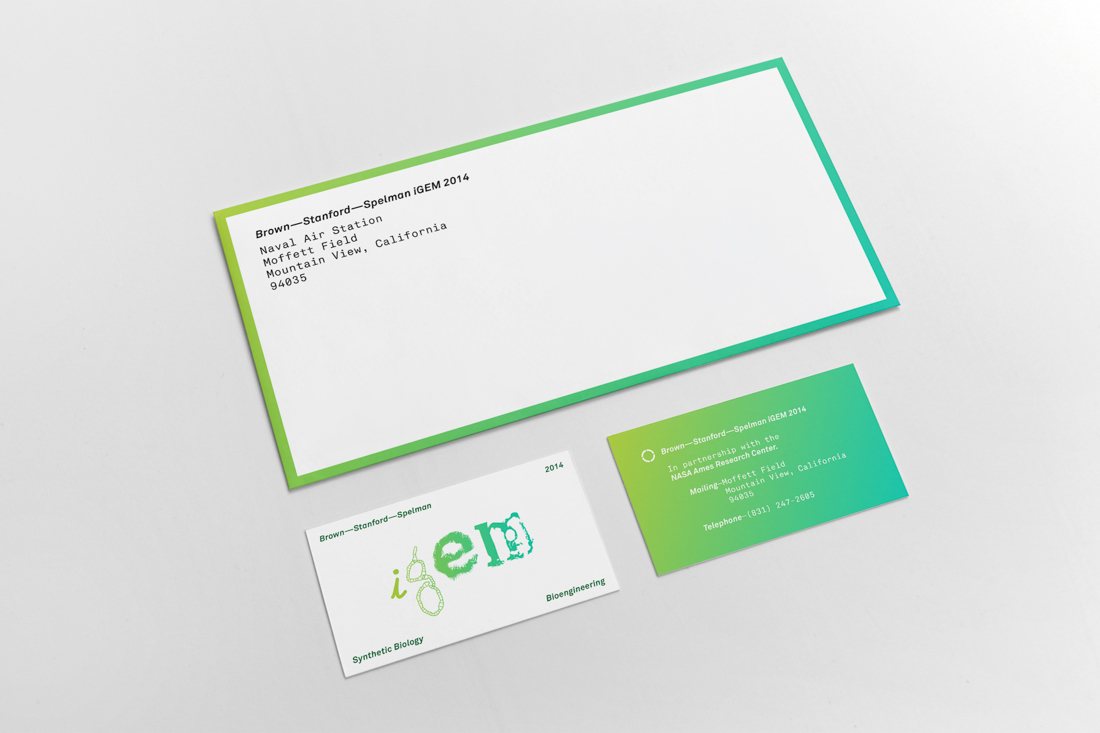 Brown—Stanford—Spelman iGEM 2014
Naval Air Station
Moffett Field
Mountain View, California
94035
Brown—Stanford—Spelman
2014
igem
Synthetic Biology
Bioengineering
Brown—Stanford—Spelman iGEM 2014
In partnership with the
NASA Ames Research Center.
Mailing—Moffett Field
Mountain View, California
94035
Telephone—(831) 247-2685